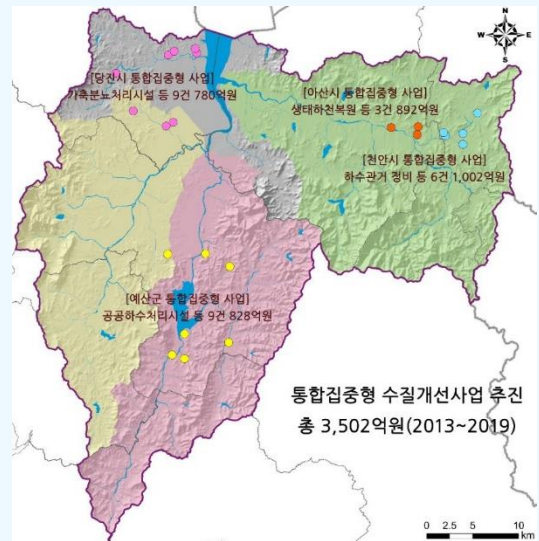 N
W E
S
[당진시 통합집중형 사업]
가축분뇨처리시설 등 9건 780억원
[아산시 통합집중형 사업]
생태하천복원 등 3건 892억원
[천안시 통합집중형 사업]
하수관거 정비 등 6건 1,002억원
[예산군 통합집중형 사업]
공공하수처리시설 등 9건 828억원
통합집중형 수질개선사업 추진
총 3,502억원(2013~2019)
0 2.5 5 10
km